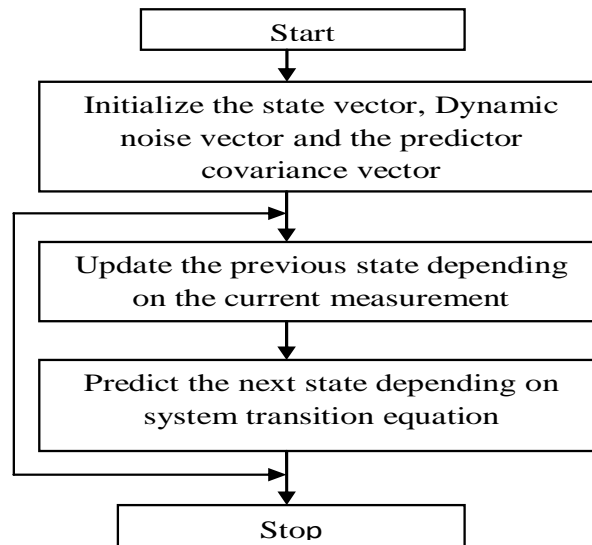 Start
Initialize the state vector, Dynamic
noise vector and the predictor
covariance vector
Update the previous state depending
on the current measurement
Predict the next state depending on
system transition equation
Stop